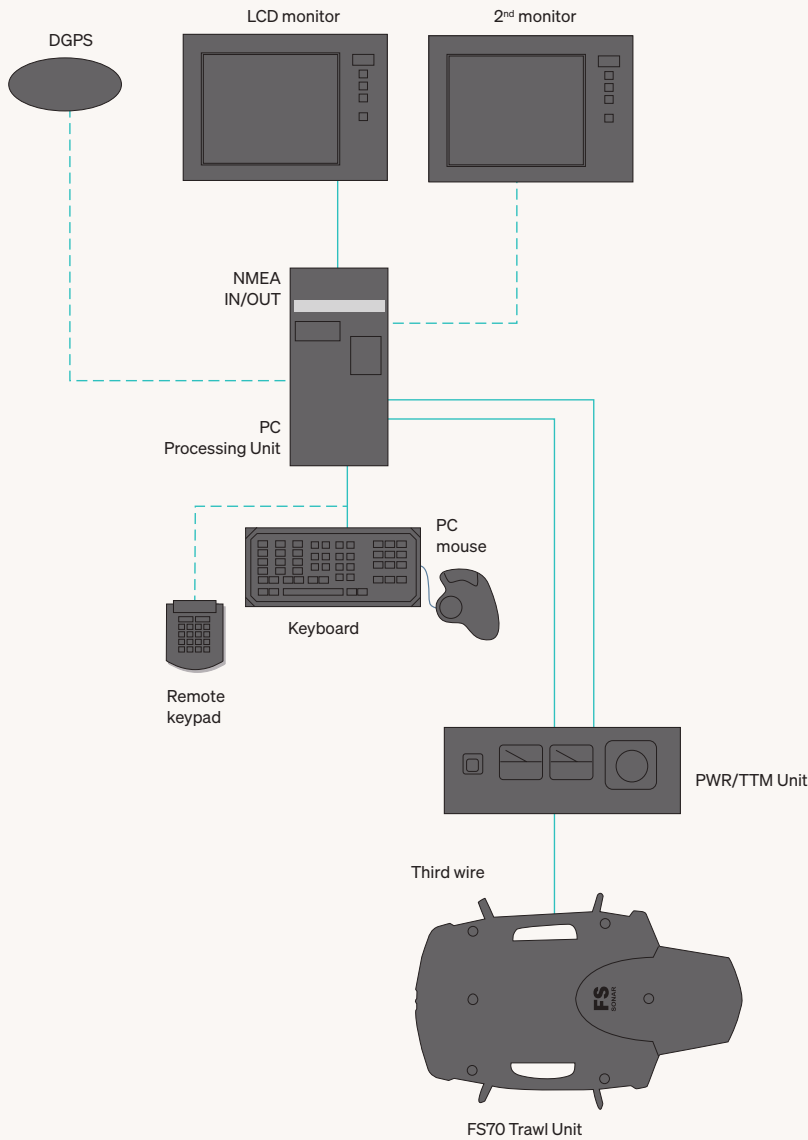 LCD monitor
2nd monitor
DGPS
NMEA
IN/OUT
PC
Processing Unit
PC
mouse
Keyboard
Remote
keypad
PWR/TTM Unit
Third wire
FS
SONAR
FS70 Trawl Unit